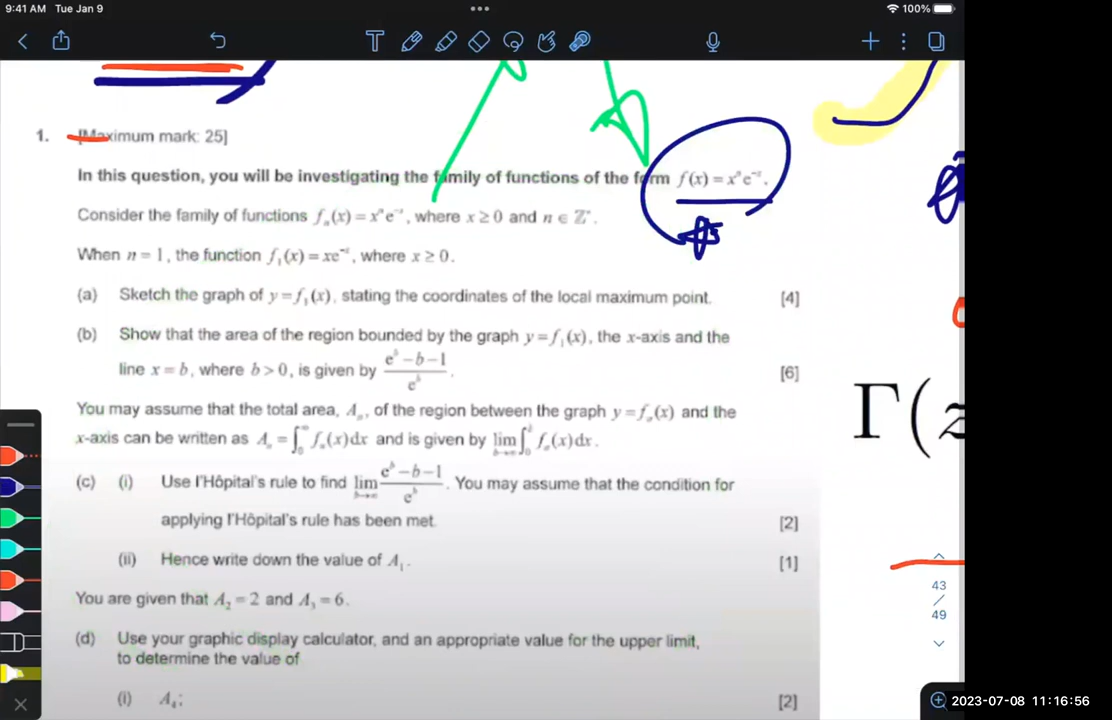 9:41 AM Tue Jan 9
100%
1. [Maximum mark: 25]
In this question, you will be investigating the family of functions of the form f(x) = xⁿe⁻ˣ.
Consider the family of functions fₙ(x) = xⁿe⁻ˣ, where x ≥ 0 and n ∈ ℤ⁺.
When n = 1, the function f₁(x) = xe⁻ˣ, where x ≥ 0.
(a) Sketch the graph of y = f₁(x), stating the coordinates of the local maximum point. [4]
(b) Show that the area of the region bounded by the graph y = f₁(x), the x-axis and the
line x = b, where b > 0, is given by (eᵇ − b − 1)/eᵇ. [6]
You may assume that the total area, Aₙ, of the region between the graph y = fₙ(x) and the
x-axis can be written as Aₙ = ∫₀^∞ fₙ(x)dx and is given by lim b→∞ ∫₀ᵇ fₙ(x)dx.
(c) (i) Use l'Hôpital's rule to find lim b→∞ (eᵇ − b − 1)/eᵇ. You may assume that the condition for
applying l'Hôpital's rule has been met. [2]
(ii) Hence write down the value of A₁. [1]
You are given that A₂ = 2 and A₃ = 6.
(d) Use your graphic display calculator, and an appropriate value for the upper limit,
to determine the value of
(i) A₄; [2]
Γ(z
43
/
49
2023-07-08 11:16:56